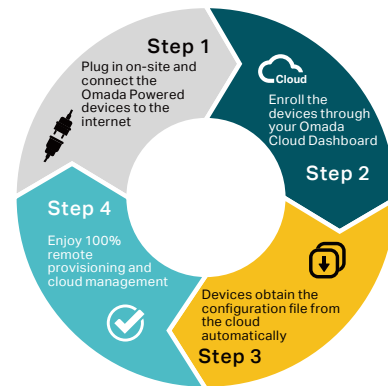 Step 1
Plug in on-site and
connect the
Omada Powered
devices to the
internet
Cloud
Enroll the
devices through
your Omada
Cloud Dashboard
Step 2
Devices obtain the
configuration file from
the cloud
automatically
Step 3
Step 4
Enjoy 100%
remote
provisioning and
cloud management